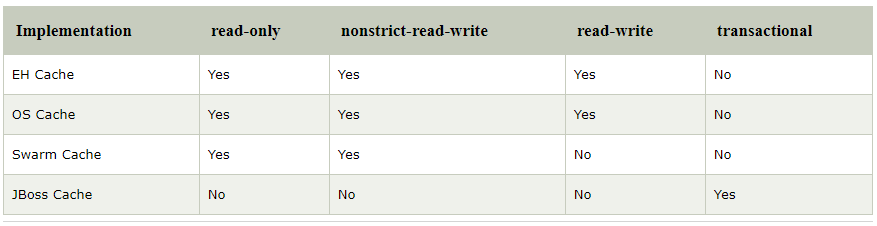 Implementation read-only nonstrict-read-write read-write transactional
EH Cache Yes Yes Yes No
OS Cache Yes Yes Yes No
Swarm Cache Yes Yes No No
JBoss Cache No No No Yes